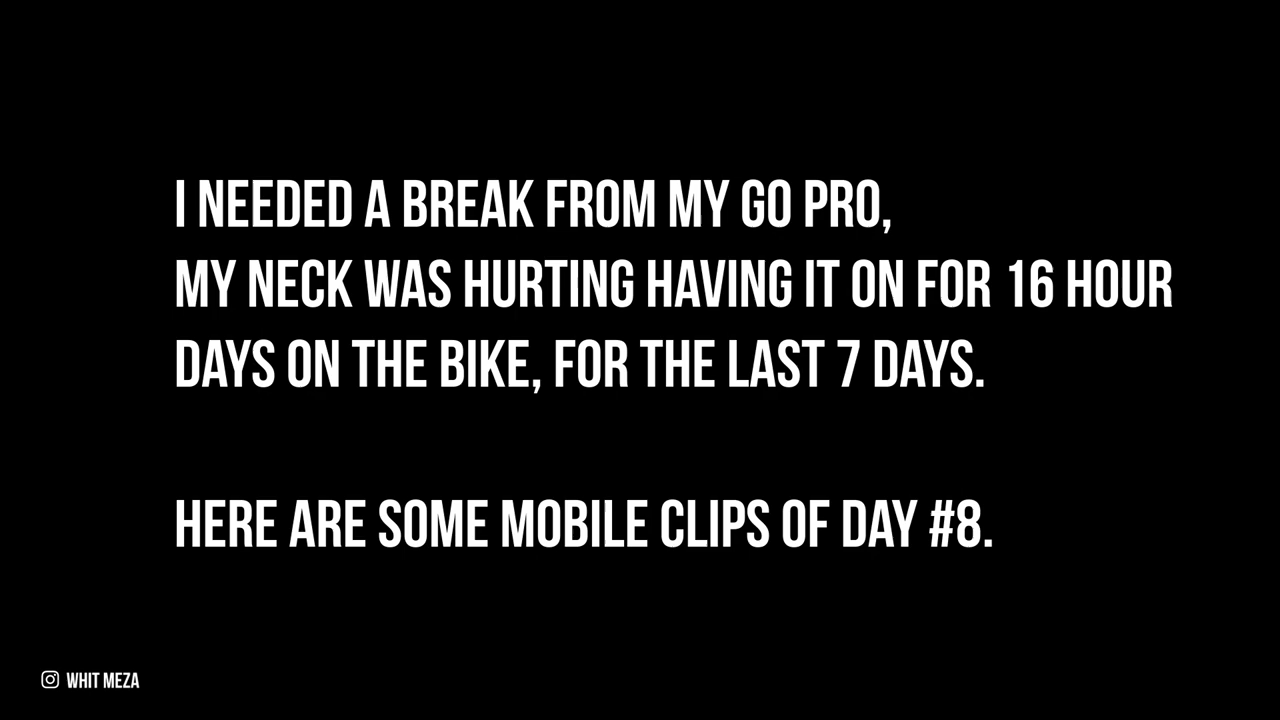 I NEEDED A BREAK FROM MY GO PRO,
MY NECK WAS HURTING HAVING IT ON FOR 16 HOUR
DAYS ON THE BIKE, FOR THE LAST 7 DAYS.
HERE ARE SOME MOBILE CLIPS OF DAY #8.
WHIT MEZA